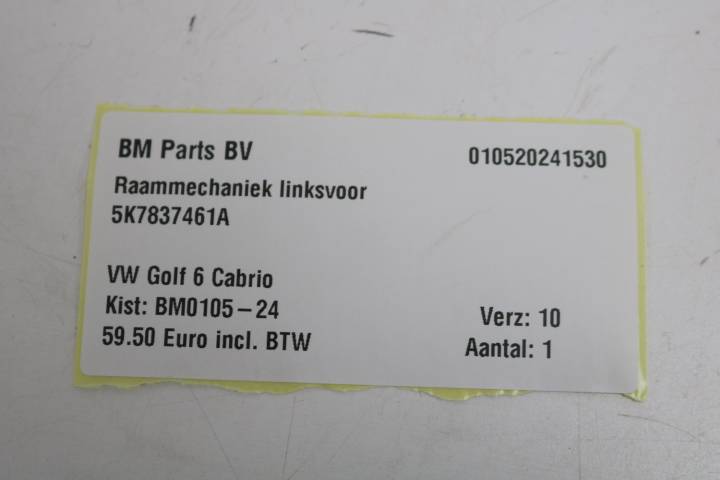 BM Parts BV 010520241530
Raammechaniek linksvoor
5K7837461A
VW Golf 6 Cabrio
Kist: BM0105-24 Verz: 10
59.50 Euro incl. BTW Aantal: 1